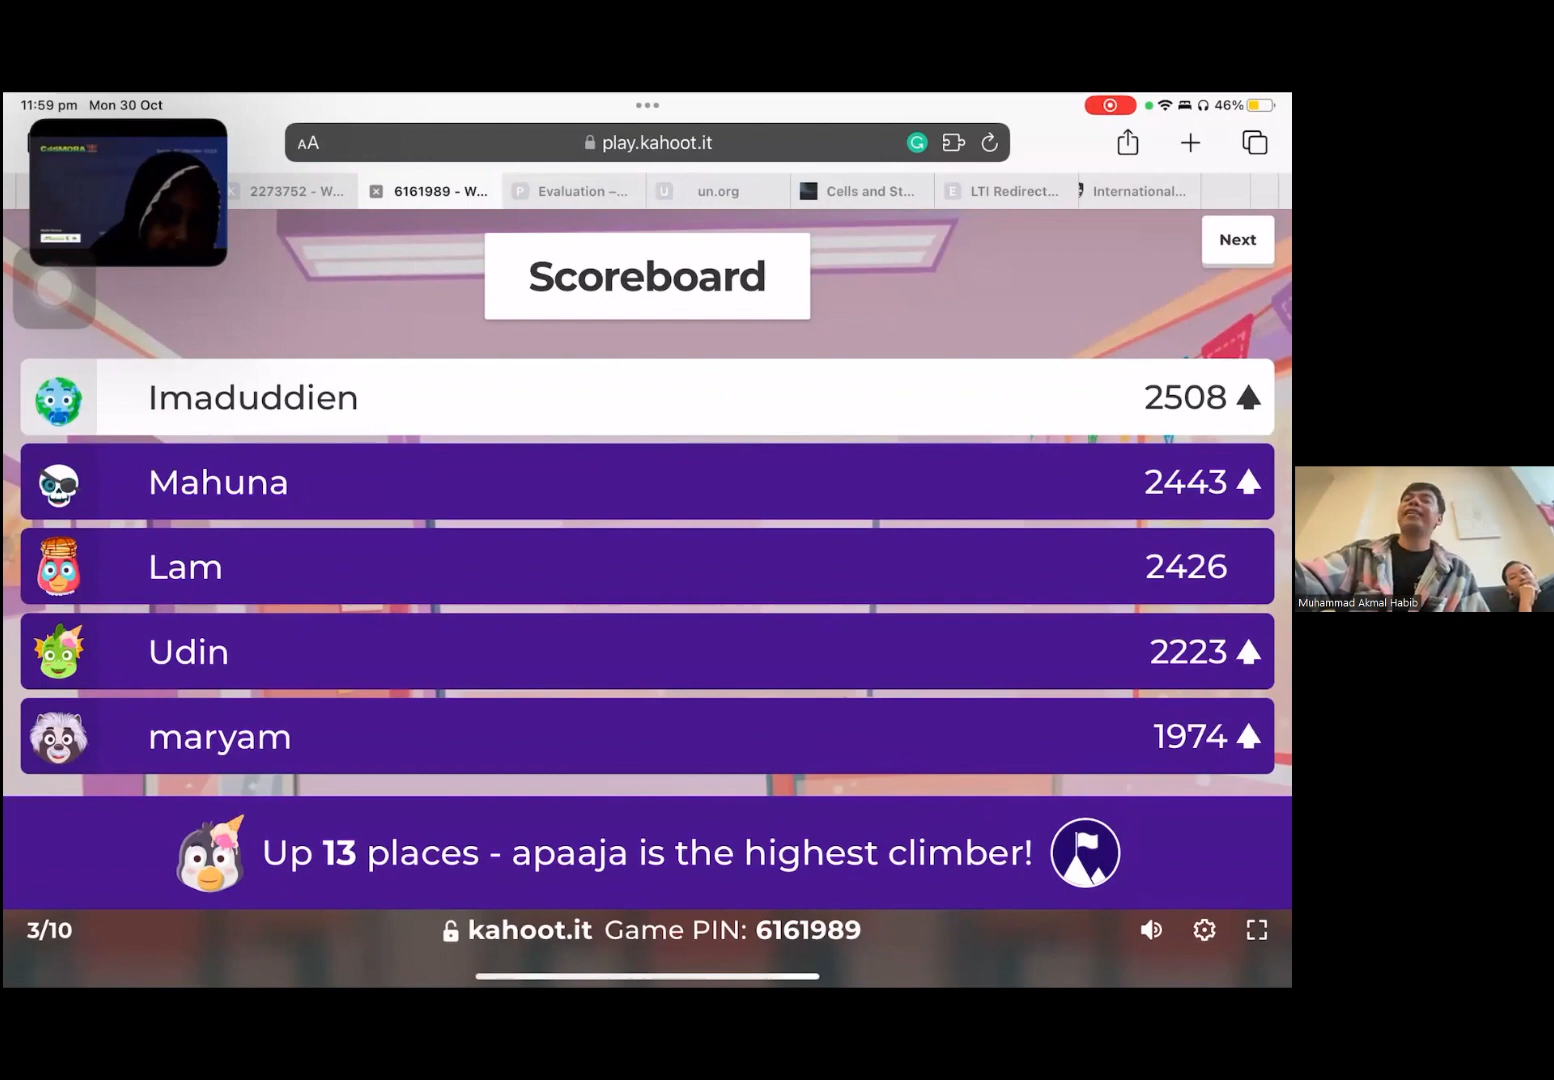 11:59 pm Mon 30 Oct
46%
AA
play.kahoot.it
2273752 - W...
6161989 - W...
P Evaluation –...
U un.org
Cells and St...
E LTI Redirect...
International...
Next
Scoreboard
Imaduddien 2508
Mahuna 2443
Lam 2426
Udin 2223
maryam 1974
Up 13 places - apaaja is the highest climber!
3/10
kahoot.it Game PIN: 6161989
Muhammad Akmal Habib